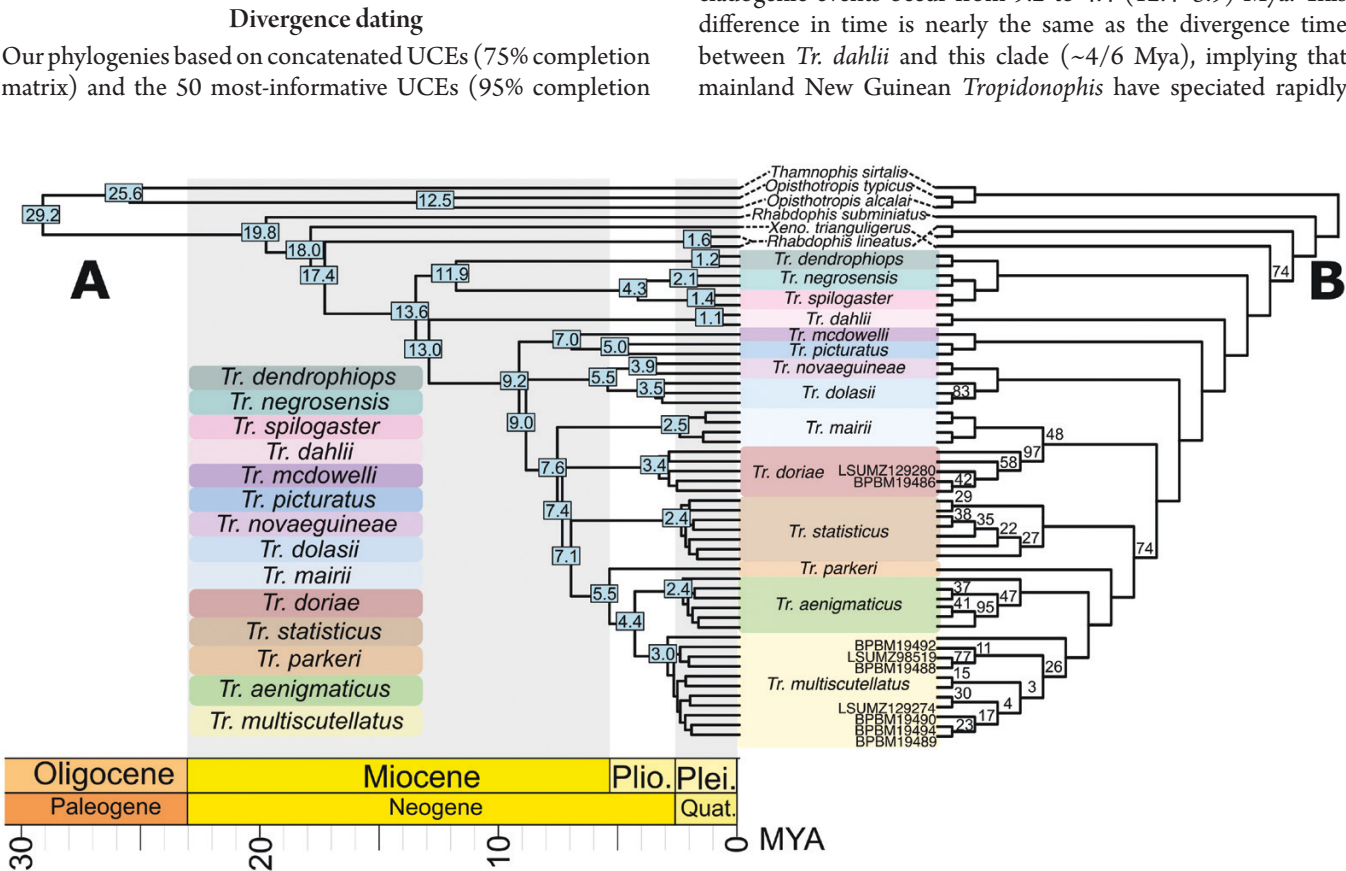 Divergence dating
Our phylogenies based on concatenated UCEs (75% completion
matrix) and the 50 most-informative UCEs (95% completion
difference in time is nearly the same as the divergence time
between Tr. dahlii and this clade (~4/6 Mya), implying that
mainland New Guinean Tropidonophis have speciated rapidly
A
29.2
25.6
12.5
19.8
18.0
17.4
1.6
13.6
11.9
1.2
4.3
2.1
1.4
13.0
1.1
9.2
7.0
5.0
5.5
3.9
3.5
9.0
2.5
7.6
3.4
7.4
2.4
7.1
5.5
2.4
4.4
3.0
Tr. dendrophiops
Tr. negrosensis
Tr. spilogaster
Tr. dahlii
Tr. mcdowelli
Tr. picturatus
Tr. novaeguineae
Tr. dolasii
Tr. mairii
Tr. doriae
Tr. statisticus
Tr. parkeri
Tr. aenigmaticus
Tr. multiscutellatus
Thamnophis sirtalis
Opisthotropis typicus
Opisthotropis alcalai
Rhabdophis subminiatus
Xeno. trianguligerus
Rhabdophis lineatus
Tr. dendrophiops
Tr. negrosensis
Tr. spilogaster
Tr. dahlii
Tr. mcdowelli
Tr. picturatus
Tr. novaeguineae
Tr. dolasii
Tr. mairii
Tr. doriae
LSUMZ129280
BPBM19486
Tr. statisticus
Tr. parkeri
Tr. aenigmaticus
BPBM19492
LSUMZ98519
BPBM19488
Tr. multiscutellatus
LSUMZ129274
BPBM19490
BPBM19494
BPBM19489
B
74
83
48
97
58
42
29
38
35
22
27
74
37
47
41
95
11
77
26
15
3
30
4
17
23
Oligocene
Miocene
Plio.
Plei.
Paleogene
Neogene
Quat.
30
20
10
0
MYA